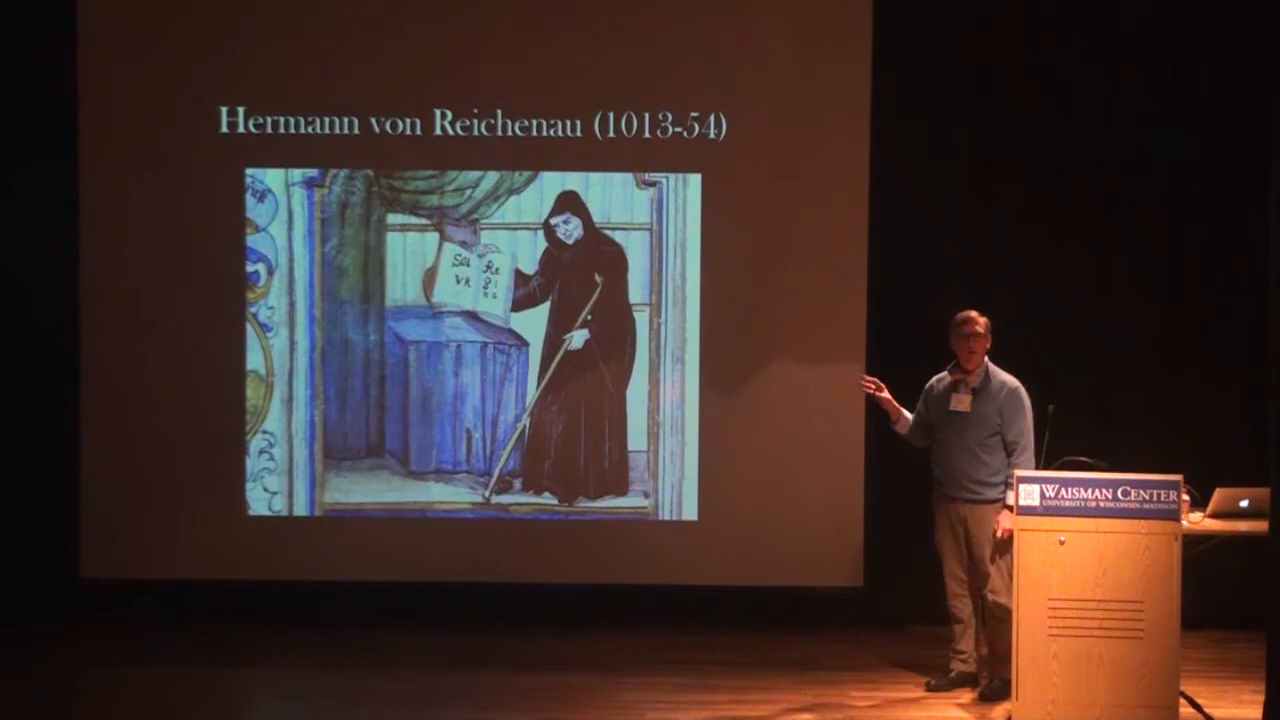 Hermann von Reichenau (1013-54)
WAISMAN CENTER
UNIVERSITY OF WISCONSIN-MADISON